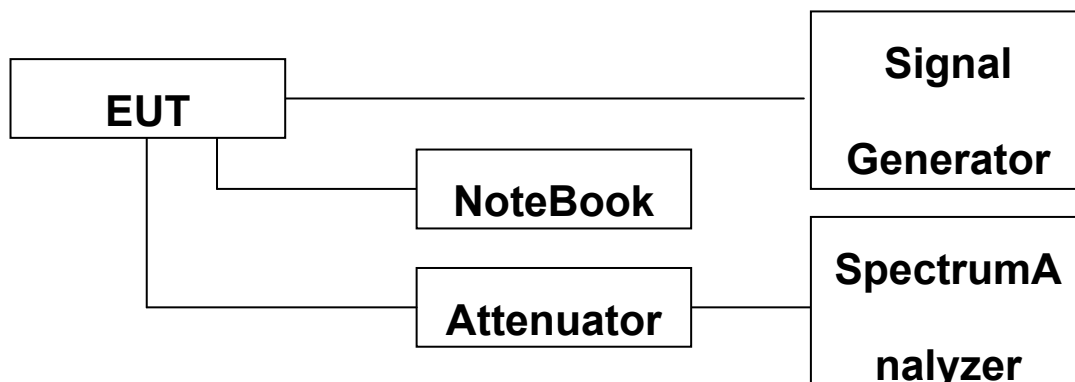 EUT
Signal
Generator
NoteBook
Attenuator
SpectrumA
nalyzer